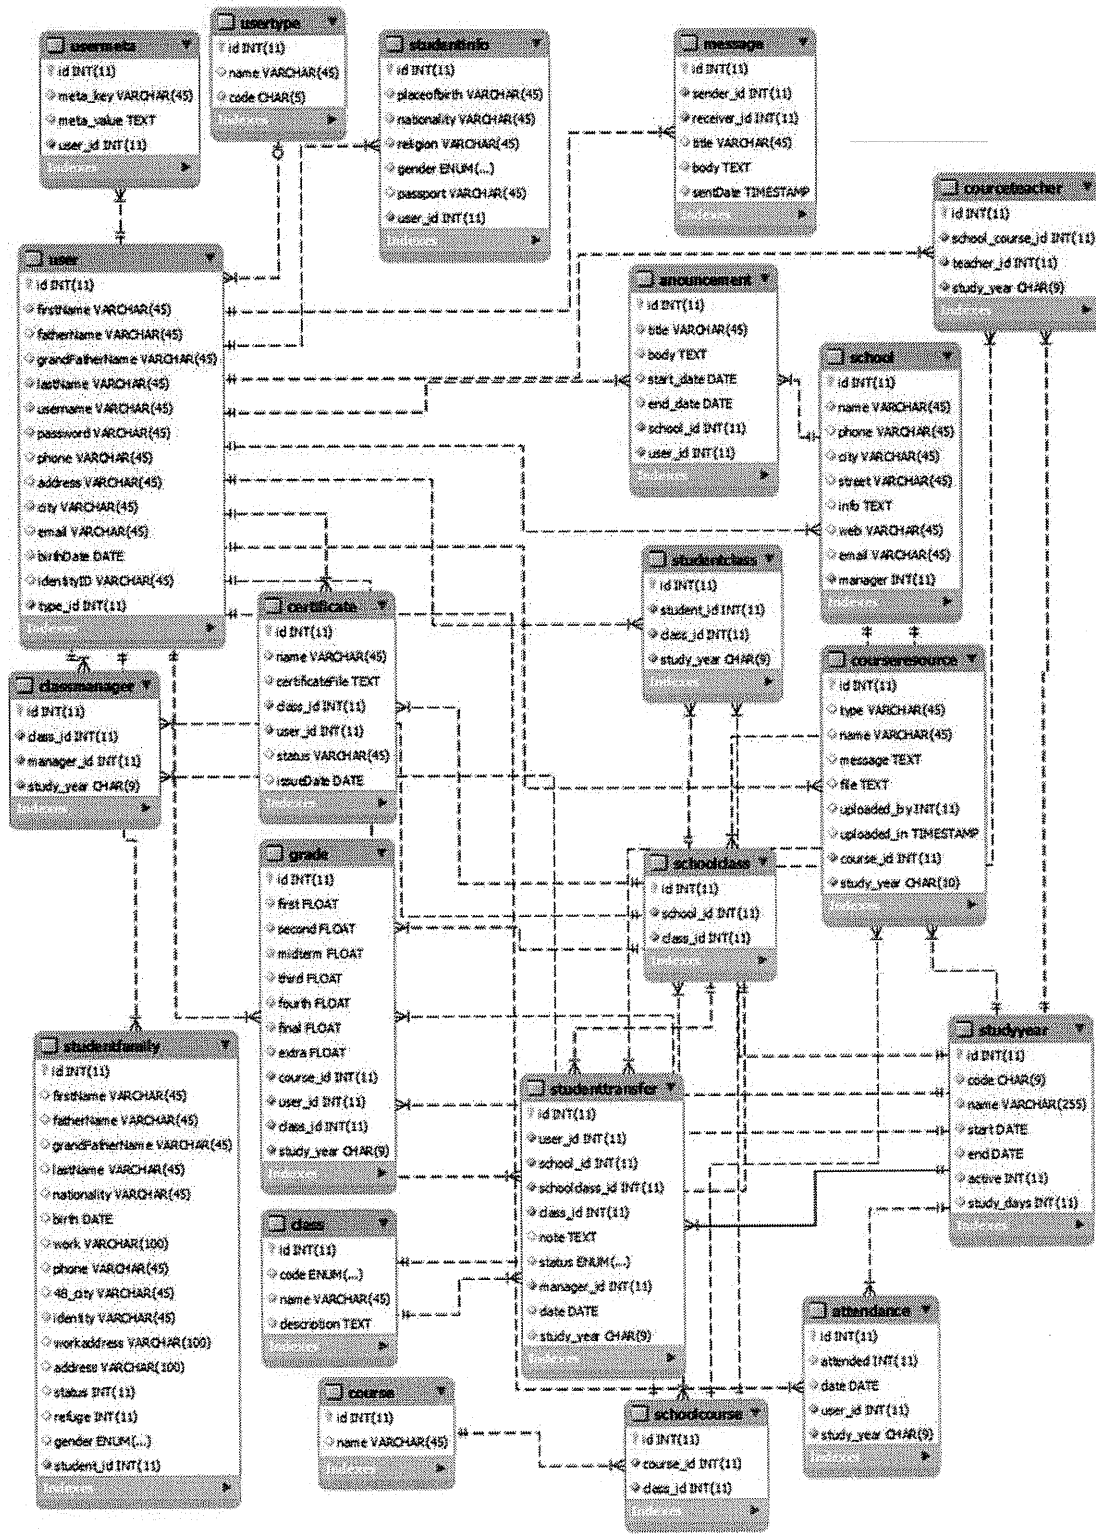 usermeta
id INT(11)
meta_key VARCHAR(45)
meta_value TEXT
user_id INT(11)
Indexes
usertype
id INT(11)
name VARCHAR(45)
code CHAR(5)
Indexes
studentinfo
id INT(11)
placeofbirth VARCHAR(45)
nationality VARCHAR(45)
religion VARCHAR(45)
gender ENUM(...)
passport VARCHAR(45)
user_id INT(11)
Indexes
message
id INT(11)
sender_id INT(11)
receiver_id INT(11)
title VARCHAR(45)
body TEXT
sentDate TIMESTAMP
Indexes
courceteacher
id INT(11)
school_course_id INT(11)
teacher_id INT(11)
study_year CHAR(9)
Indexes
user
id INT(11)
firstName VARCHAR(45)
fatherName VARCHAR(45)
grandFatherName VARCHAR(45)
lastName VARCHAR(45)
username VARCHAR(45)
password VARCHAR(45)
phone VARCHAR(45)
address VARCHAR(45)
city VARCHAR(45)
email VARCHAR(45)
birthDate DATE
identityID VARCHAR(45)
type_id INT(11)
Indexes
anouncement
id INT(11)
title VARCHAR(45)
body TEXT
start_date DATE
end_date DATE
school_id INT(11)
user_id INT(11)
Indexes
school
id INT(11)
name VARCHAR(45)
phone VARCHAR(45)
city VARCHAR(45)
street VARCHAR(45)
info TEXT
web VARCHAR(45)
email VARCHAR(45)
manager INT(11)
Indexes
studentclass
id INT(11)
student_id INT(11)
class_id INT(11)
study_year CHAR(9)
Indexes
certificate
id INT(11)
name VARCHAR(45)
certificateFile TEXT
class_id INT(11)
user_id INT(11)
status VARCHAR(45)
issueDate DATE
Indexes
classmanager
id INT(11)
class_id INT(11)
manager_id INT(11)
study_year CHAR(9)
Indexes
courseresource
id INT(11)
type VARCHAR(45)
name VARCHAR(45)
message TEXT
file TEXT
uploaded_by INT(11)
uploaded_in TIMESTAMP
course_id INT(11)
study_year CHAR(10)
Indexes
grade
id INT(11)
first FLOAT
second FLOAT
midterm FLOAT
third FLOAT
fourth FLOAT
final FLOAT
extra FLOAT
course_id INT(11)
user_id INT(11)
class_id INT(11)
study_year CHAR(9)
Indexes
schoolclass
id INT(11)
school_id INT(11)
class_id INT(11)
Indexes
studentfamily
id INT(11)
firstName VARCHAR(45)
fatherName VARCHAR(45)
grandFatherName VARCHAR(45)
lastName VARCHAR(45)
nationality VARCHAR(45)
birth DATE
work VARCHAR(100)
phone VARCHAR(45)
48_city VARCHAR(45)
identity VARCHAR(45)
workaddress VARCHAR(100)
address VARCHAR(100)
status INT(11)
refuge INT(11)
gender ENUM(...)
student_id INT(11)
Indexes
studenttransfer
id INT(11)
user_id INT(11)
school_id INT(11)
schoolclass_id INT(11)
class_id INT(11)
note TEXT
status ENUM(...)
manager_id INT(11)
date DATE
study_year CHAR(9)
Indexes
studyyear
id INT(11)
code CHAR(9)
name VARCHAR(255)
start DATE
end DATE
active INT(11)
study_days INT(11)
Indexes
class
id INT(11)
code ENUM(...)
name VARCHAR(45)
description TEXT
Indexes
attendance
id INT(11)
attended INT(11)
date DATE
user_id INT(11)
study_year CHAR(9)
Indexes
course
id INT(11)
name VARCHAR(45)
Indexes
schoolcourse
id INT(11)
course_id INT(11)
class_id INT(11)
Indexes